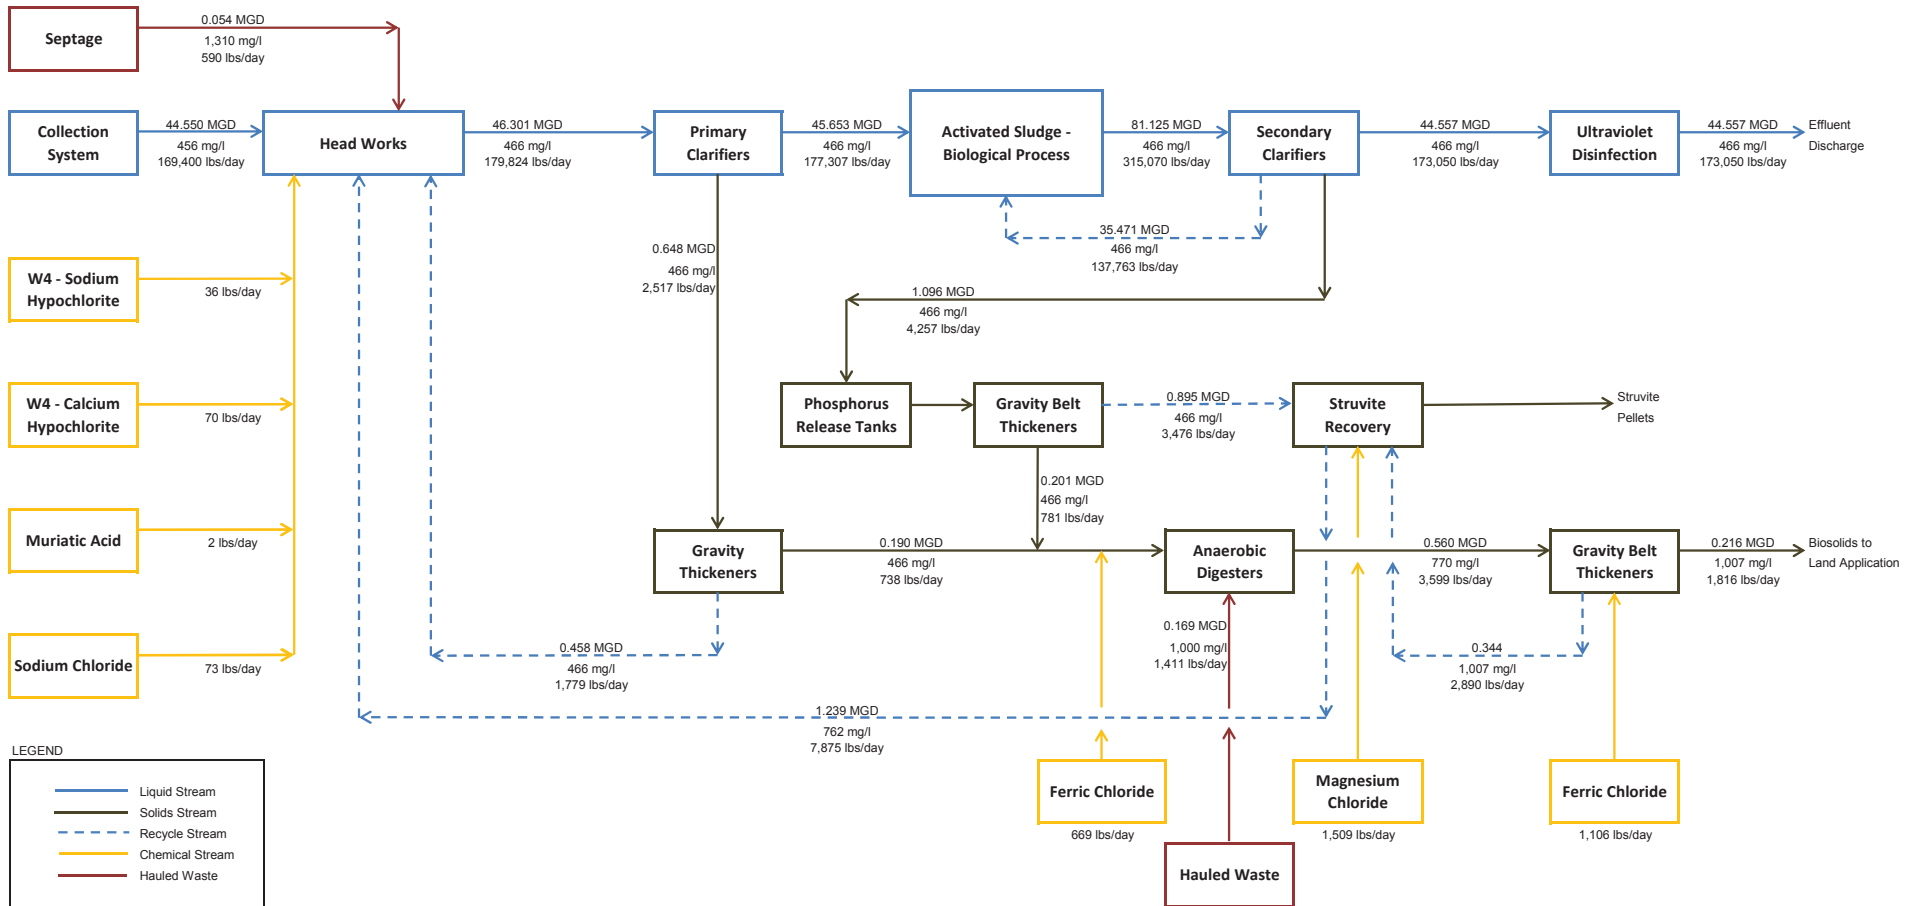 Septage
0.054 MGD
1,310 mg/l
590 lbs/day
Collection
System
44.550 MGD
456 mg/l
169,400 lbs/day
Head Works
46.301 MGD
466 mg/l
179,824 lbs/day
Primary
Clarifiers
45.653 MGD
466 mg/l
177,307 lbs/day
Activated Sludge -
Biological Process
81.125 MGD
466 mg/l
315,070 lbs/day
Secondary
Clarifiers
44.557 MGD
466 mg/l
173,050 lbs/day
Ultraviolet
Disinfection
44.557 MGD
466 mg/l
173,050 lbs/day
Effluent
Discharge
35.471 MGD
466 mg/l
137,763 lbs/day
0.648 MGD
466 mg/l
2,517 lbs/day
W4 - Sodium
Hypochlorite
36 lbs/day
1.096 MGD
466 mg/l
4,257 lbs/day
W4 - Calcium
Hypochlorite
70 lbs/day
Phosphorus
Release Tanks
Gravity Belt
Thickeners
0.895 MGD
466 mg/l
3,476 lbs/day
Struvite
Recovery
Struvite
Pellets
0.201 MGD
466 mg/l
781 lbs/day
Muriatic Acid
2 lbs/day
Gravity
Thickeners
0.190 MGD
466 mg/l
738 lbs/day
Anaerobic
Digesters
0.560 MGD
770 mg/l
3,599 lbs/day
Gravity Belt
Thickeners
0.216 MGD
1,007 mg/l
1,816 lbs/day
Biosolids to
Land Application
Sodium Chloride
73 lbs/day
0.458 MGD
466 mg/l
1,779 lbs/day
0.169 MGD
1,000 mg/l
1,411 lbs/day
0.344
1,007 mg/l
2,890 lbs/day
1.239 MGD
762 mg/l
7,875 lbs/day
Ferric Chloride
669 lbs/day
Magnesium
Chloride
1,509 lbs/day
Ferric Chloride
1,106 lbs/day
Hauled Waste
LEGEND
Liquid Stream
Solids Stream
Recycle Stream
Chemical Stream
Hauled Waste